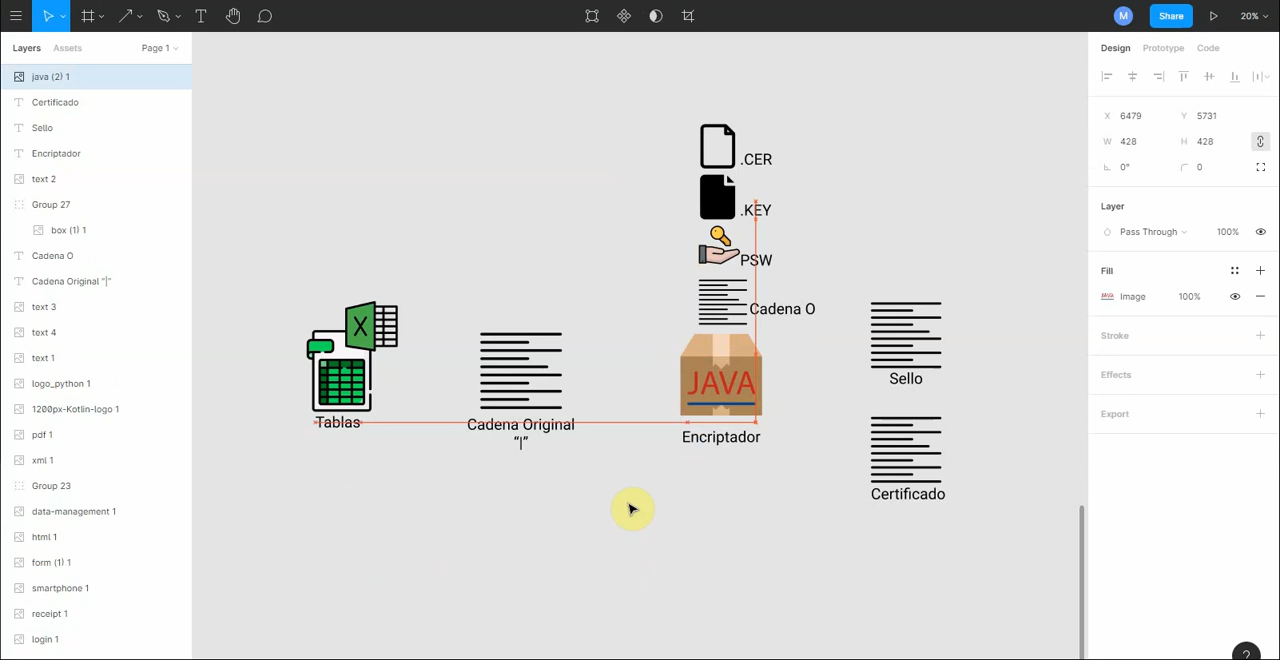 M
Share
20%
Layers
Assets
Page 1
java (2) 1
Certificado
Sello
Encriptador
text 2
Group 27
box (1) 1
Cadena O
Cadena Original "|"
text 3
text 4
text 1
logo_python 1
1200px-Kotlin-logo 1
pdf 1
xml 1
Group 23
data-management 1
html 1
form (1) 1
smartphone 1
receipt 1
login 1
.CER
.KEY
PSW
Cadena O
X
Tablas
Cadena Original
“|”
JAVA
Encriptador
Sello
Certificado
Design
Prototype
Code
X 6479
Y 5731
W 428
H 428
0°
0
Layer
Pass Through
100%
Fill
JAVA
Image
100%
Stroke
Effects
Export
?